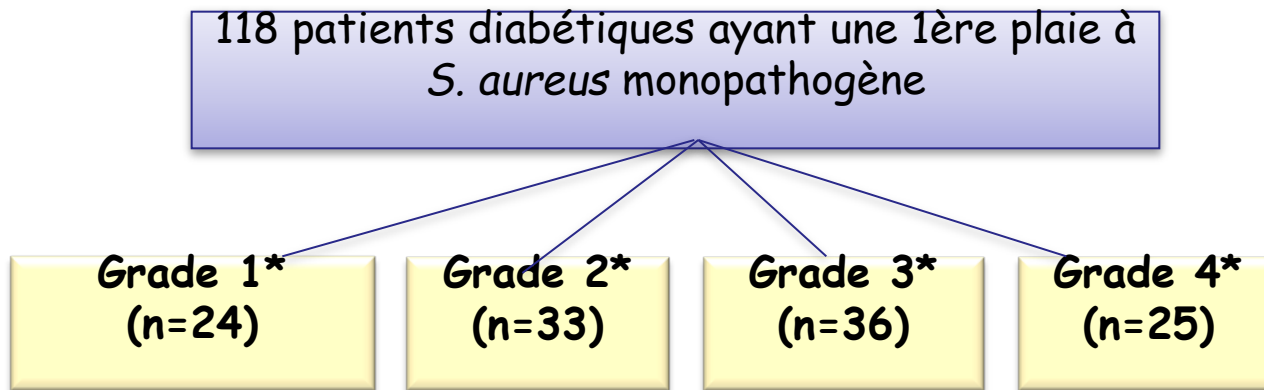 118 patients diabétiques ayant une 1ère plaie à
S. aureus monopathogène
Grade 1*
(n=24)
Grade 2*
(n=33)
Grade 3*
(n=36)
Grade 4*
(n=25)